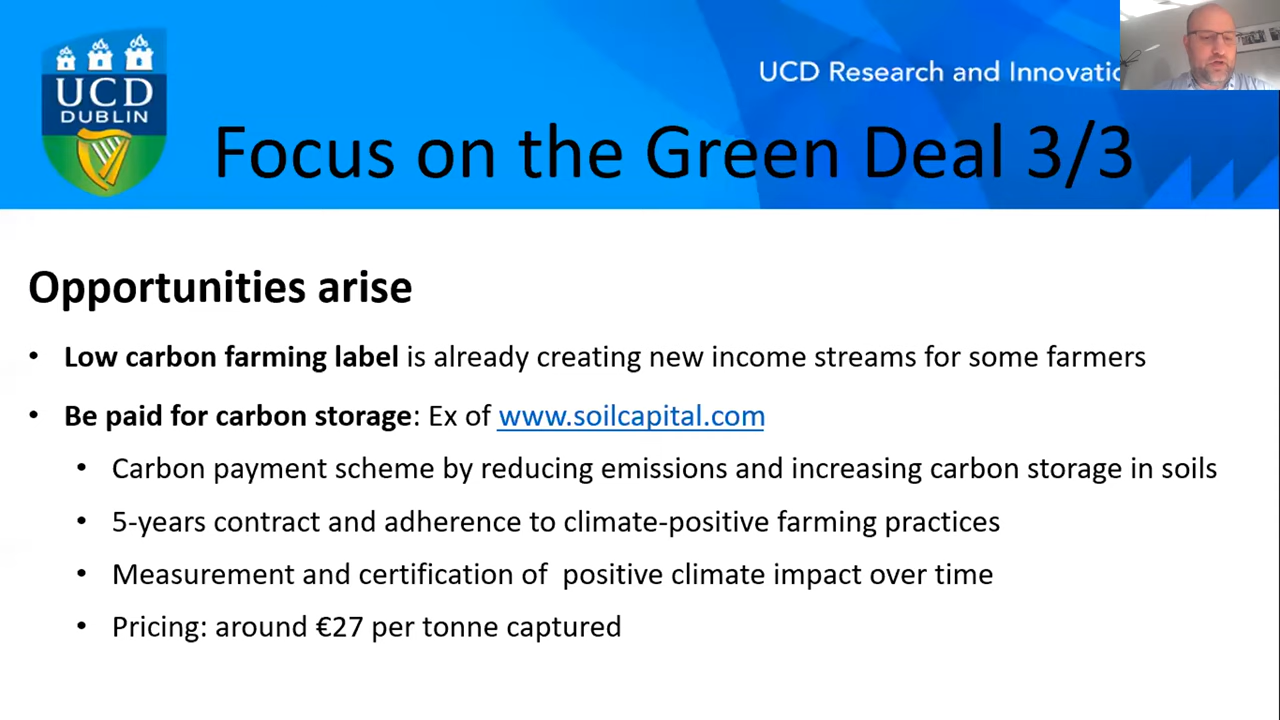 UCD
DUBLIN
UCD Research and Innovatio
Focus on the Green Deal 3/3
Opportunities arise
• Low carbon farming label is already creating new income streams for some farmers
• Be paid for carbon storage: Ex of www.soilcapital.com
• Carbon payment scheme by reducing emissions and increasing carbon storage in soils
• 5-years contract and adherence to climate-positive farming practices
• Measurement and certification of  positive climate impact over time
• Pricing: around €27 per tonne captured